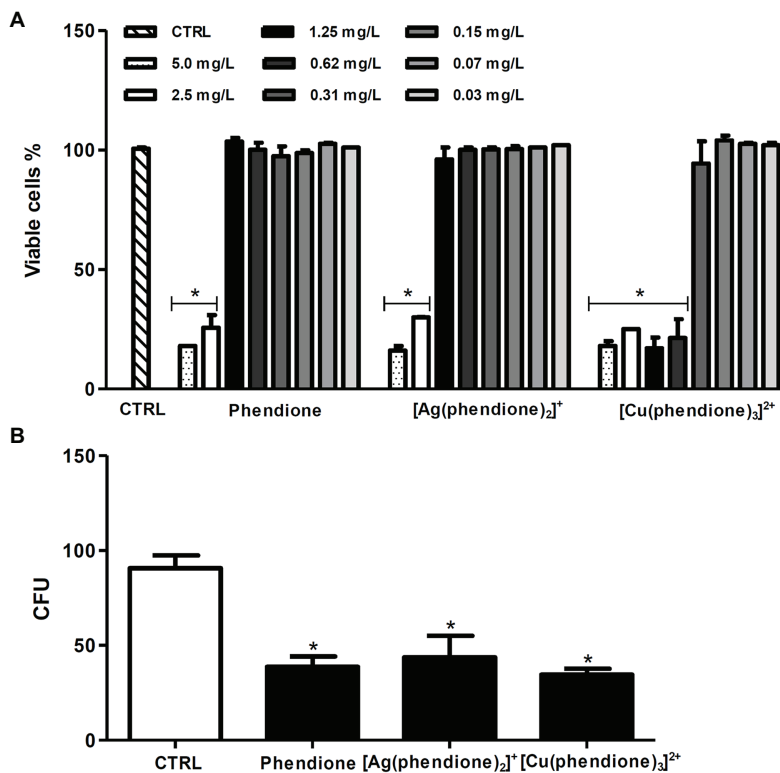 A
150
100
50
0
Viable cells %
CTRL 1.25 mg/L 0.15 mg/L
5.0 mg/L 0.62 mg/L 0.07 mg/L
2.5 mg/L 0.31 mg/L 0.03 mg/L
* * *
CTRL Phendione [Ag(phendione)₂]⁺ [Cu(phendione)₃]²⁺
B
150
100
50
0
CFU
* * *
CTRL Phendione [Ag(phendione)₂]⁺ [Cu(phendione)₃]²⁺